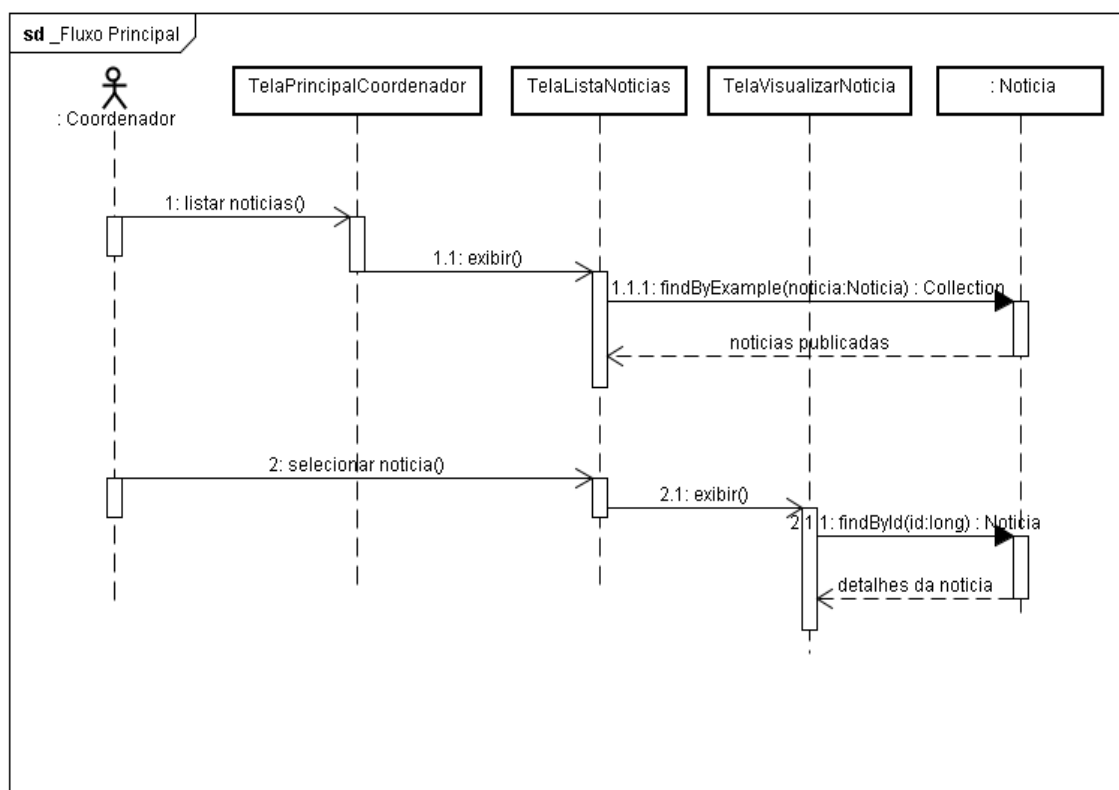 sd _Fluxo Principal
: Coordenador
TelaPrincipalCoordenador
TelaListaNoticias
TelaVisualizarNoticia
: Noticia
1: listar noticias()
1.1: exibir()
1.1.1: findByExample(noticia:Noticia) : Collection
noticias publicadas
2: selecionar noticia()
2.1: exibir()
2.1.1: findById(id:long) : Noticia
detalhes da noticia